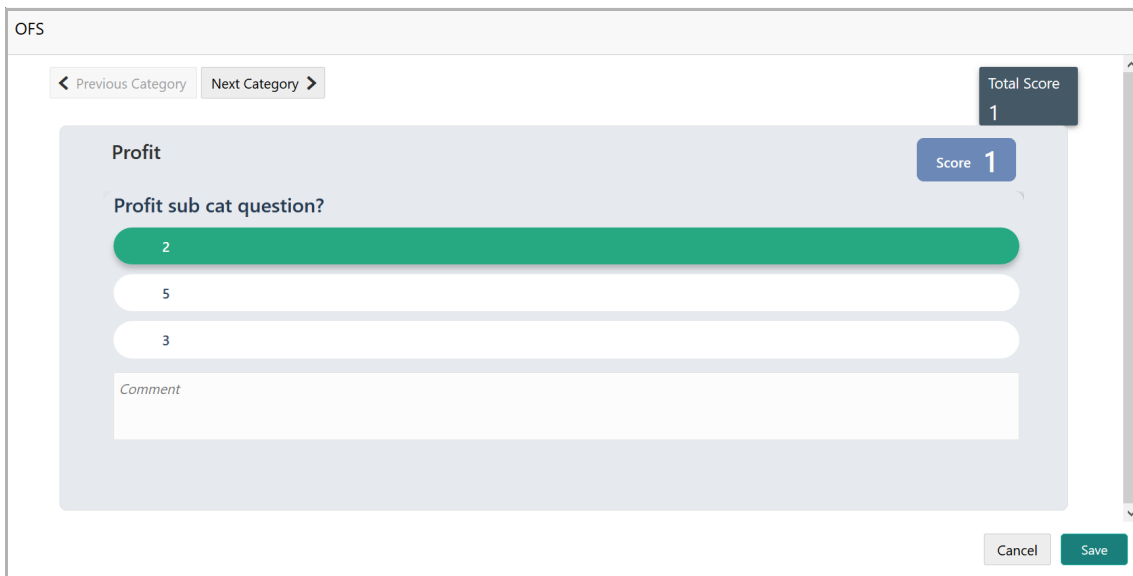 OFS
Previous Category Next Category
Total Score
1
Profit
Score 1
Profit sub cat question?
2
5
3
Comment
Cancel Save